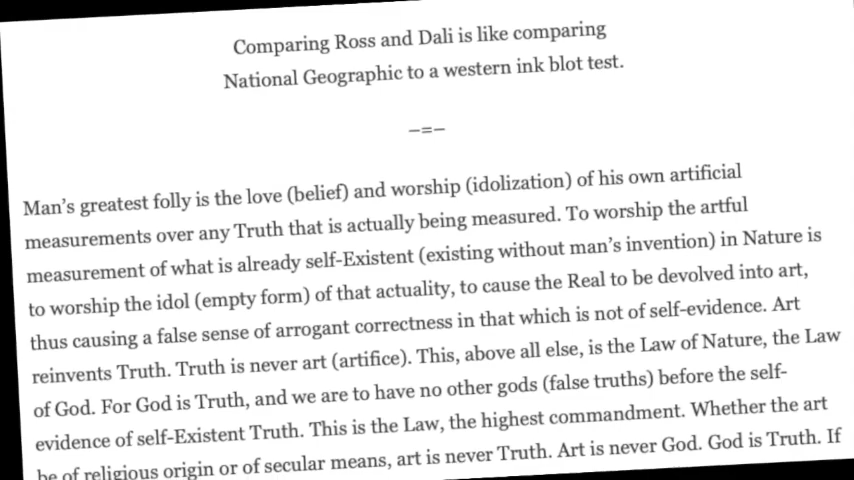 Comparing Ross and Dali is like comparing
National Geographic to a western ink blot test.
–=–
Man’s greatest folly is the love (belief) and worship (idolization) of his own artificial
measurements over any Truth that is actually being measured. To worship the artful
measurement of what is already self-Existent (existing without man’s invention) in Nature is
to worship the idol (empty form) of that actuality, to cause the Real to be devolved into art,
thus causing a false sense of arrogant correctness in that which is not of self-evidence. Art
reinvents Truth. Truth is never art (artifice). This, above all else, is the Law of Nature, the Law
of God. For God is Truth, and we are to have no other gods (false truths) before the self-
evidence of self-Existent Truth. This is the Law, the highest commandment. Whether the art
be of religious origin or of secular means, art is never Truth. Art is never God. God is Truth. If